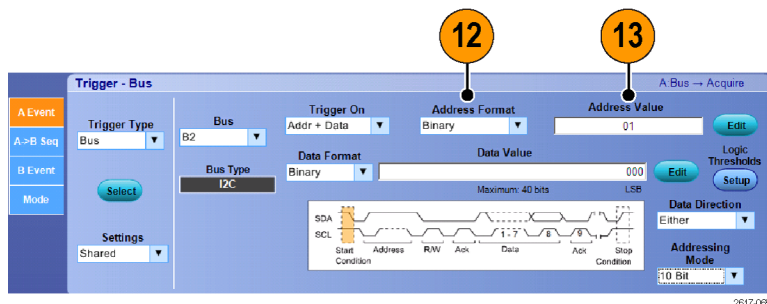 12 13
Trigger - Bus A:Bus → Acquire
A Event
A->B Seq
B Event
Mode
Trigger Type
Bus
Select
Settings
Shared
Bus
B2
Bus Type
I2C
Trigger On
Addr + Data
Address Format
Binary
Address Value
01
Edit
Data Format
Binary
Data Value
000
Edit
Maximum: 40 bits LSB
Logic
Thresholds
Setup
SDA
SCL
1 - 7 8 9
Start
Condition
Address R/W Ack Data Ack
Stop
Condition
Data Direction
Either
Addressing
Mode
10 Bit